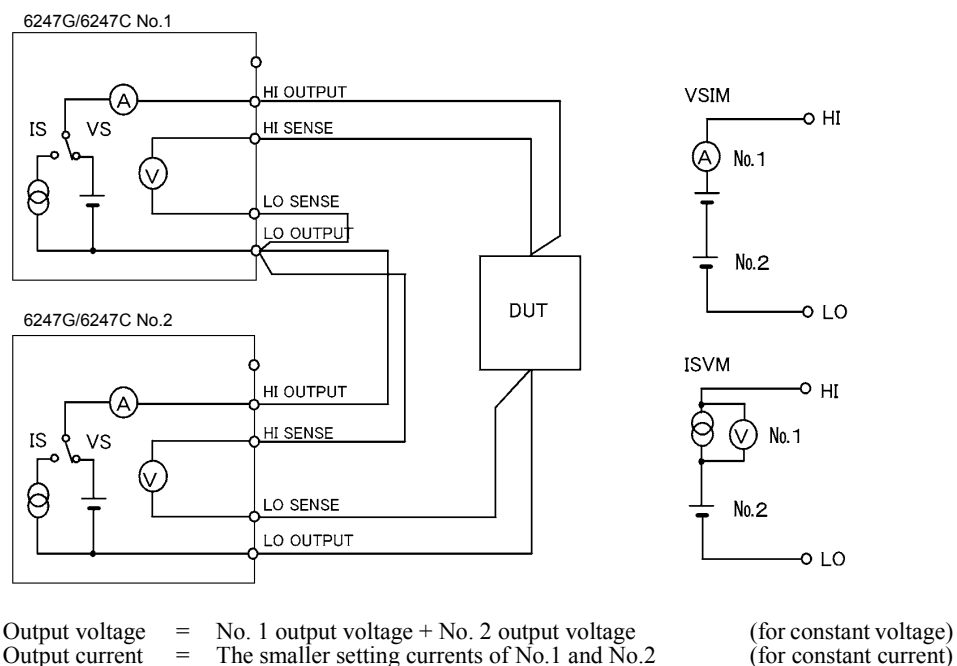 6247G/6247C No.1
A
HI OUTPUT
HI SENSE
IS VS
V
LO SENSE
LO OUTPUT
6247G/6247C No.2
HI OUTPUT
A
HI SENSE
IS VS
V
LO SENSE
LO OUTPUT
DUT
VSIM
HI
A No.1
No.2
LO
ISVM
HI
V No.1
No.2
LO
Output voltage = No. 1 output voltage + No. 2 output voltage (for constant voltage)
Output current = The smaller setting currents of No.1 and No.2 (for constant current)